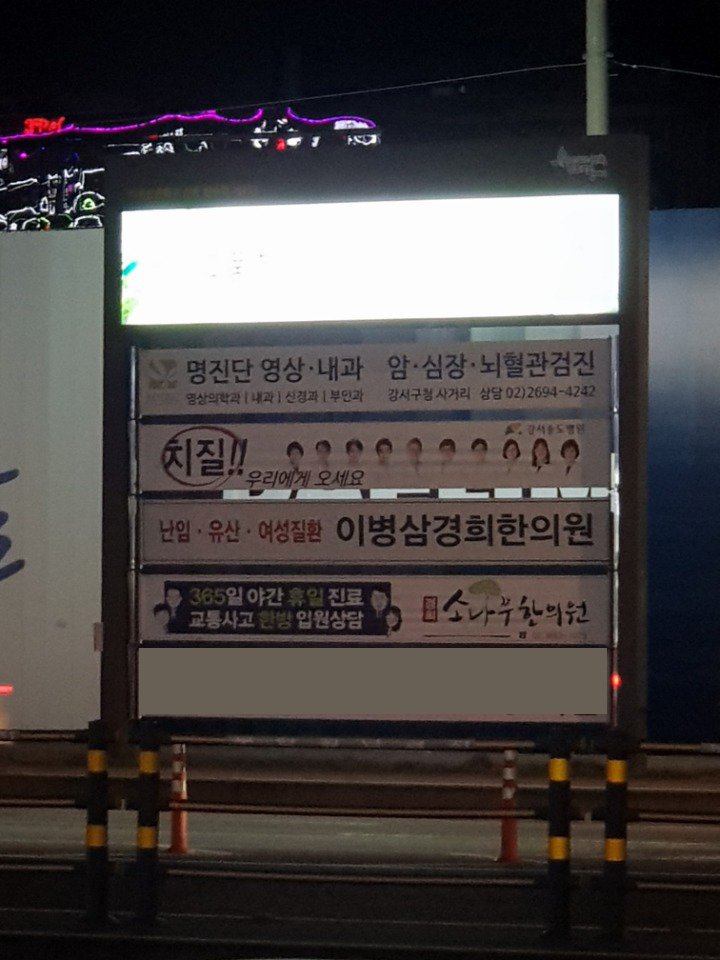 명진단 영상·내과 암·심장·뇌혈관검진
영상의학과 | 내과 | 신경과 | 부인과 강서구청 사거리 상담 02)2694-4242
강서송도병원
치질!!
우리에게 오세요
난임·유산·여성질환 이병삼경희한의원
365일 야간 휴일 진료
교통사고 한방 입원상담
경희 소나무한의원